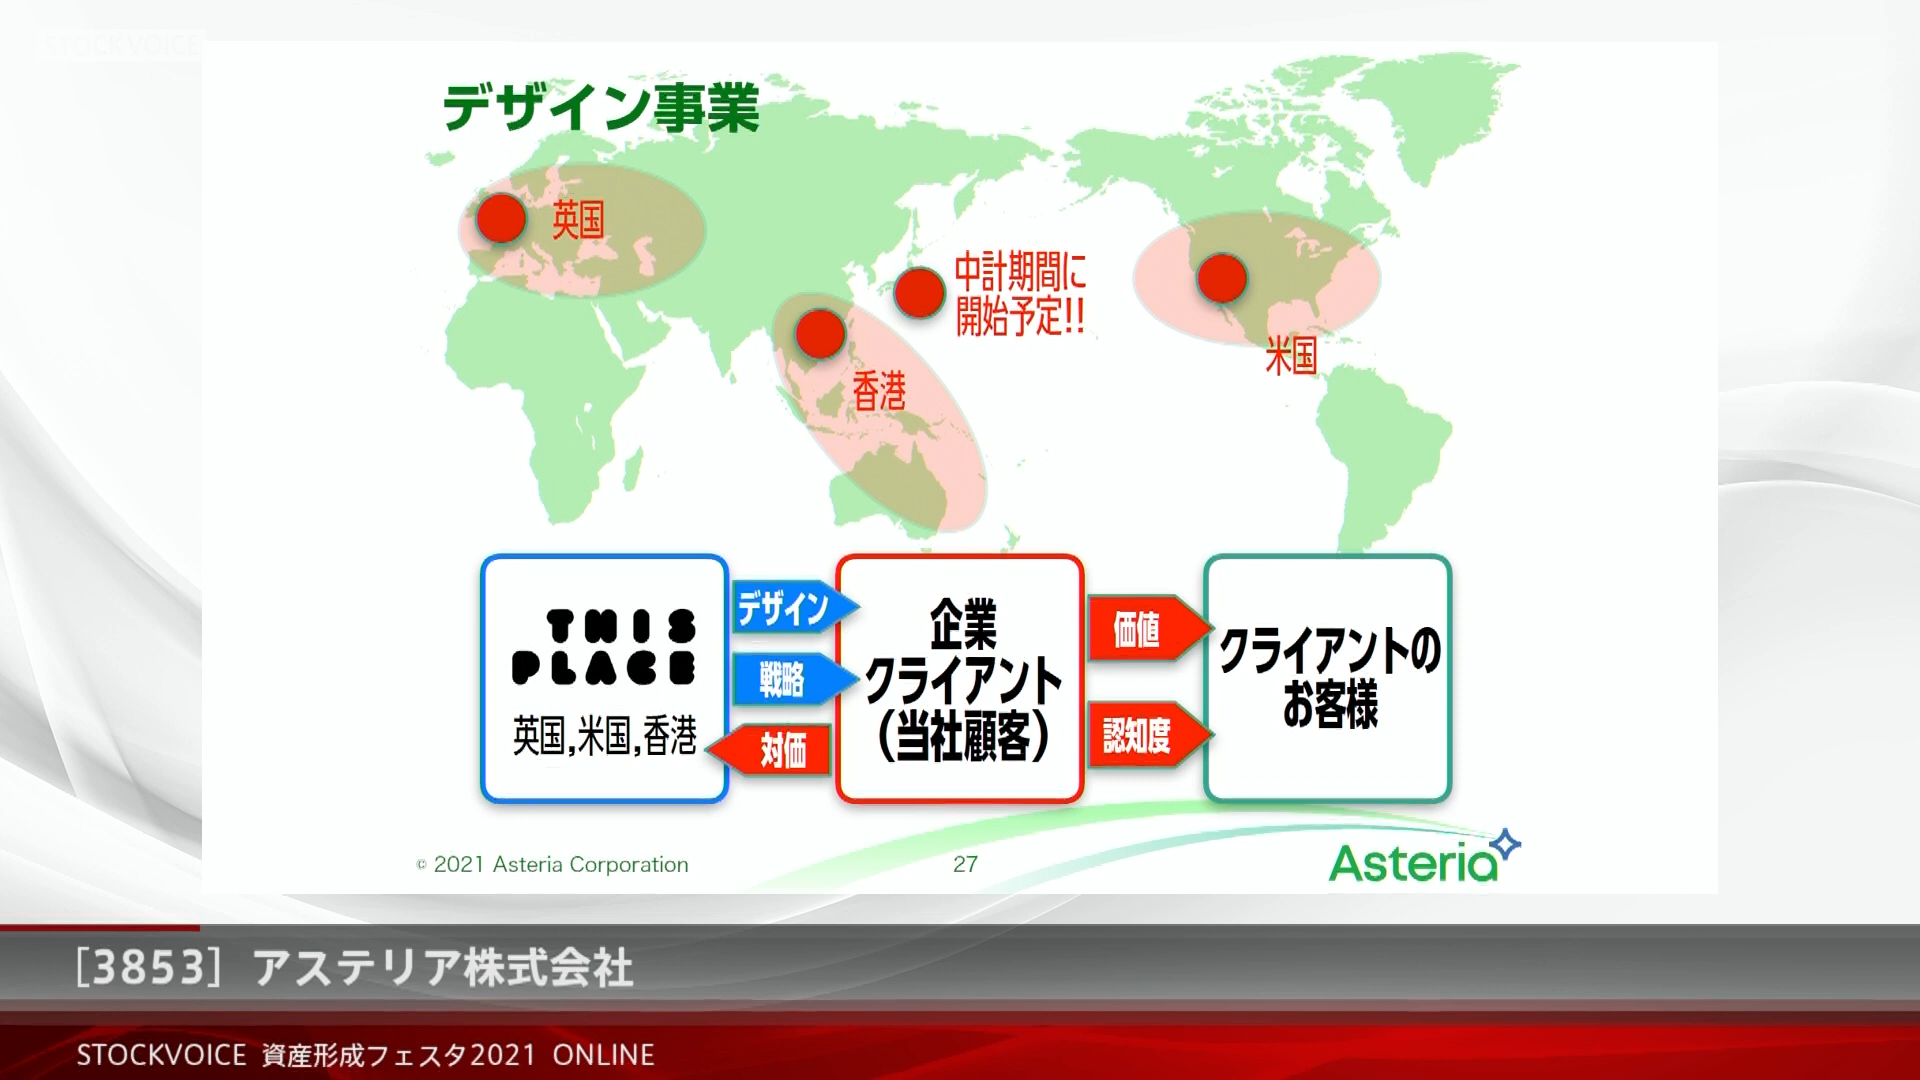 STOCKVOICE
デザイン事業
英国
中計期間に
開始予定!!
香港
米国
THIS
PLACE
英国,米国,香港
デザイン
戦略
対価
企業
クライアント
(当社顧客)
価値
認知度
クライアントの
お客様
© 2021 Asteria Corporation
27
Asteria
[3853] アステリア株式会社
STOCKVOICE 資産形成フェスタ2021 ONLINE